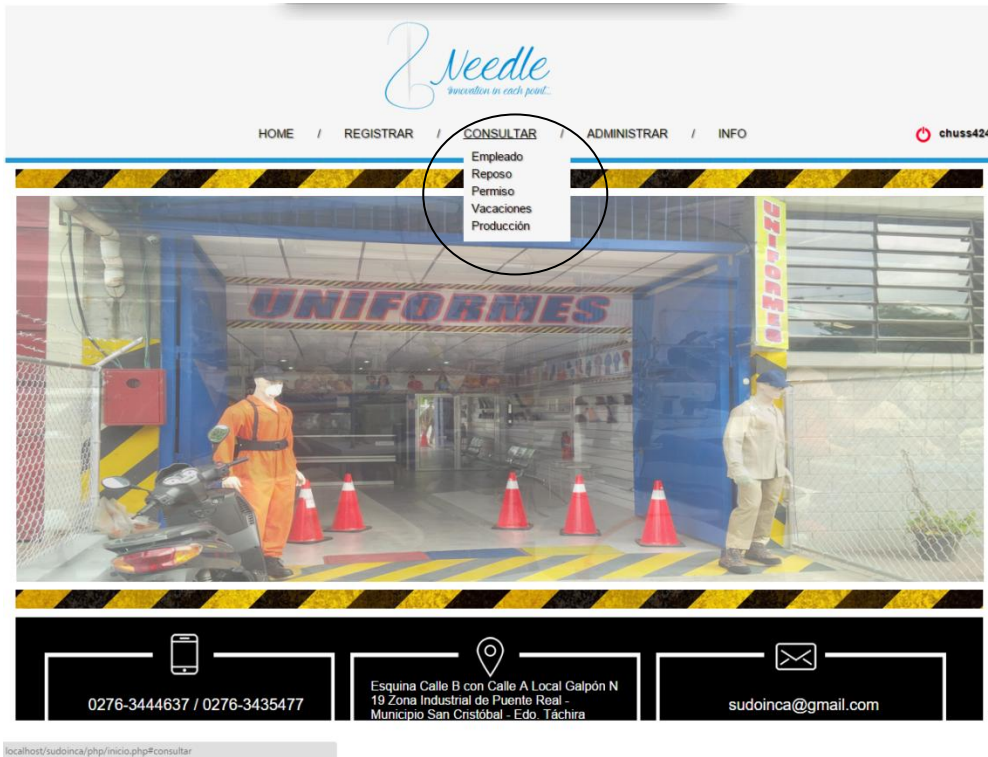 Needle
Innovation in each point...
HOME / REGISTRAR / CONSULTAR / ADMINISTRAR / INFO
chuss424
Empleado
Reposo
Permiso
Vacaciones
Producción
UNIFORMES
UNIFORMES
0276-3444637 / 0276-3435477
Esquina Calle B con Calle A Local Galpón N
19 Zona Industrial de Puente Real -
Municipio San Cristóbal - Edo. Táchira
sudoinca@gmail.com
localhost/sudoinca/php/inicio.php#consultar